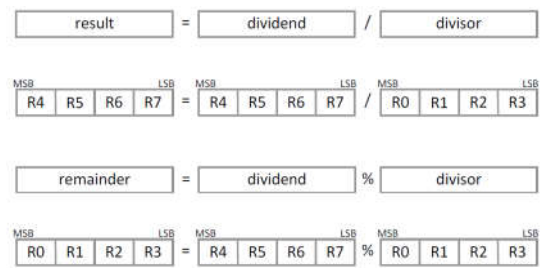 result = dividend / divisor
MSB LSB MSB LSB MSB LSB
R4 R5 R6 R7 = R4 R5 R6 R7 / R0 R1 R2 R3
remainder = dividend % divisor
MSB LSB MSB LSB MSB LSB
R0 R1 R2 R3 = R4 R5 R6 R7 % R0 R1 R2 R3